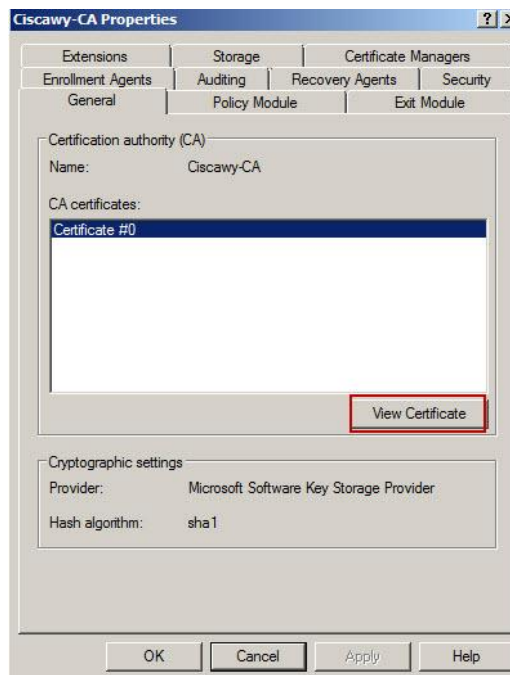 Ciscawy-CA Properties
Extensions Storage Certificate Managers
Enrollment Agents Auditing Recovery Agents Security
General Policy Module Exit Module
Certification authority (CA)
Name: Ciscawy-CA
CA certificates:
Certificate #0
View Certificate
Cryptographic settings
Provider: Microsoft Software Key Storage Provider
Hash algorithm: sha1
OK Cancel Apply Help